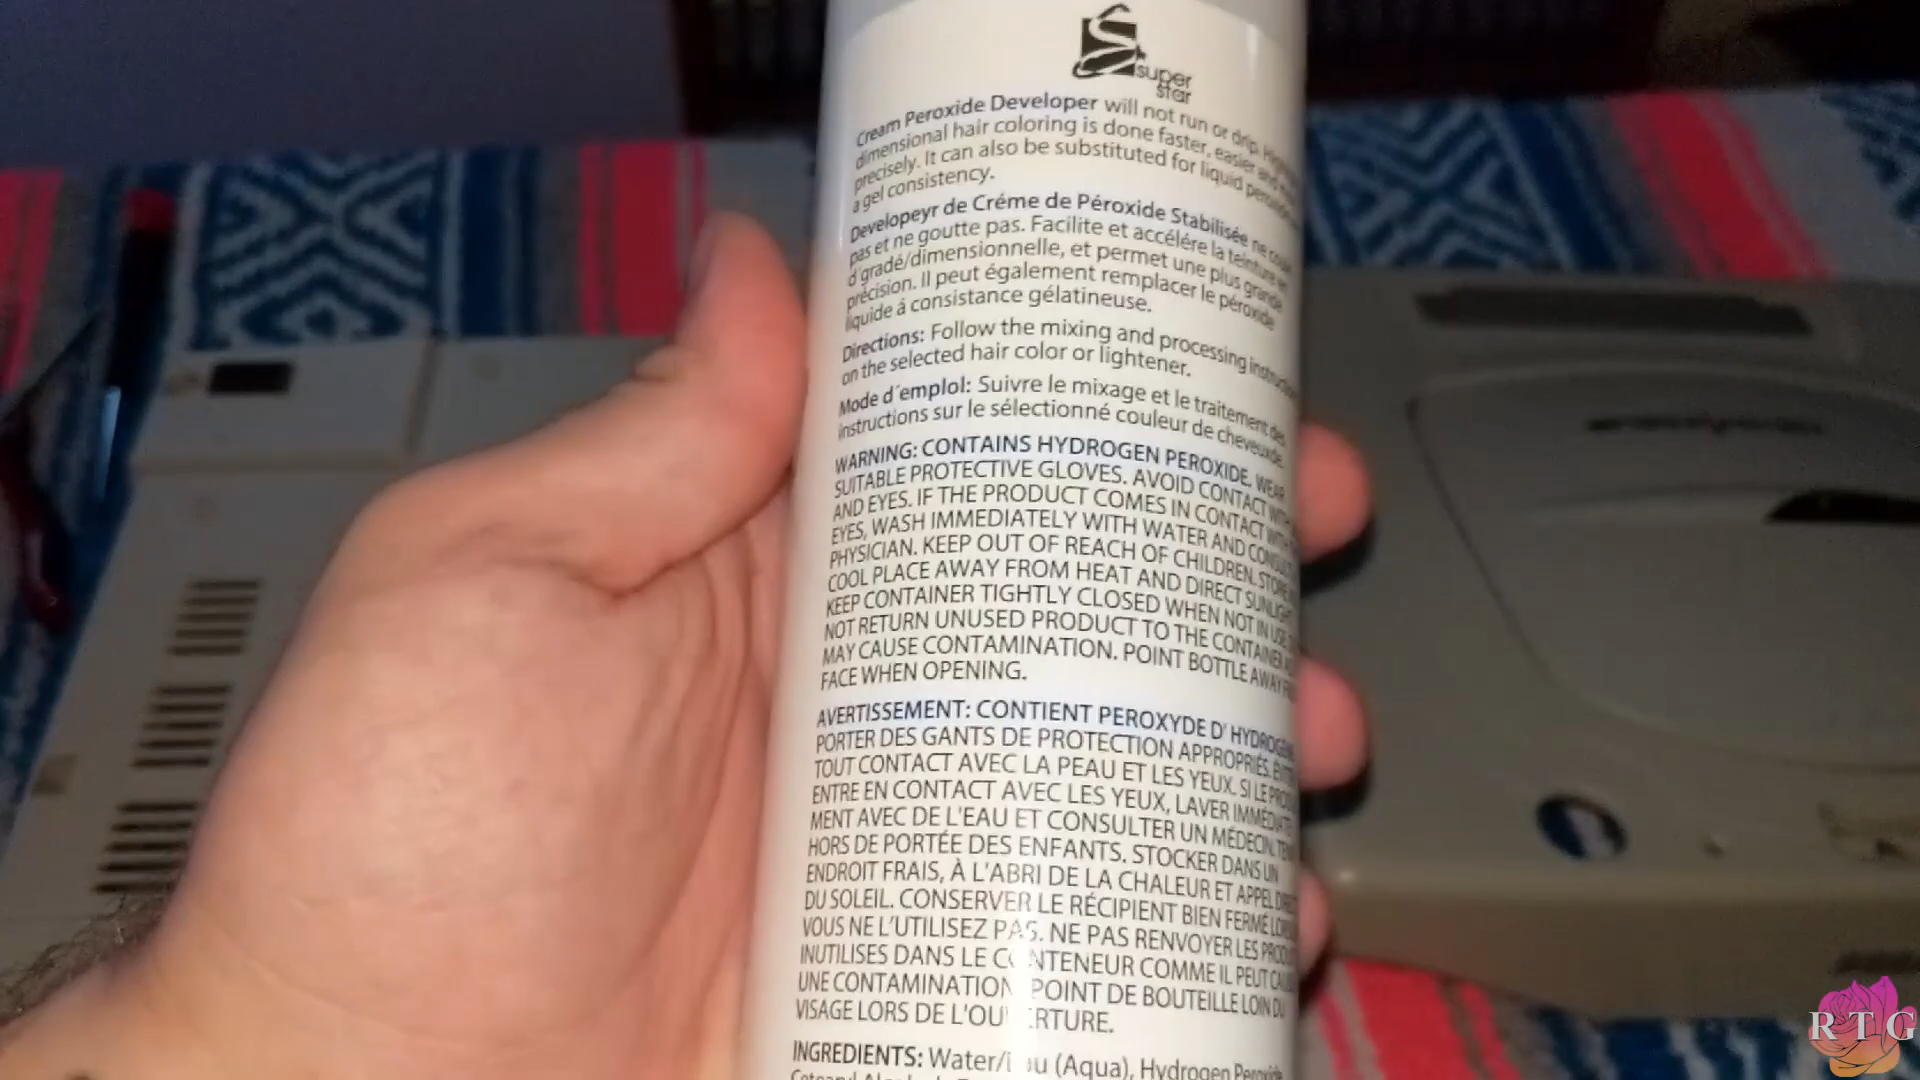 super
star
Cream Peroxide Developer will not run or drip.
dimensional hair coloring is done faster, easier and
precisely. It can also be substituted for liquid
a gel consistency.
Developeyr de Créme de Péroxide Stabilisée ne
pas et ne goutte pas. Facilite et accélére la teinture en
d´gradé/dimensionnelle, et permet une plus grande
précision. Il peut également remplacer le péroxide
liquide á consistance gélatineuse.
Directions: Follow the mixing and processing
on the selected hair color or lightener.
Mode d´emplol: Suivre le mixage et le traitement des
instructions sur le sélectionné couleur de cheveuxde.
WARNING: CONTAINS HYDROGEN PEROXIDE, WEAR
SUITABLE PROTECTIVE GLOVES. AVOID CONTACT
AND EYES. IF THE PRODUCT COMES IN CONTACT
EYES, WASH IMMEDIATELY WITH WATER AND
PHYSICIAN. KEEP OUT OF REACH OF CHILDREN. STORE
COOL PLACE AWAY FROM HEAT AND DIRECT SUNLIGHT
KEEP CONTAINER TIGHTLY CLOSED WHEN NOT IN USE.
NOT RETURN UNUSED PRODUCT TO THE CONTAINER
MAY CAUSE CONTAMINATION. POINT BOTTLE AWAY
FACE WHEN OPENING.
AVERTISSEMENT: CONTIENT PEROXYDE D' HYDROGEN
PORTER DES GANTS DE PROTECTION APPROPRIÉS.
TOUT CONTACT AVEC LA PEAU ET LES YEUX. SI LE
ENTRE EN CONTACT AVEC LES YEUX, LAVER
MENT AVEC DE L'EAU ET CONSULTER UN MÉDECIN.
HORS DE PORTÉE DES ENFANTS. STOCKER DANS UN
ENDROIT FRAIS, À L'ABRI DE LA CHALEUR ET APPEL
DU SOLEIL. CONSERVER LE RÉCIPIENT BIEN FERMÉ
VOUS NE L'UTILISEZ PAS. NE PAS RENVOYER LES
INUTILISES DANS LE CONTENEUR COMME IL PEUT
UNE CONTAMINATION POINT DE BOUTEILLE LOIN DU
VISAGE LORS DE L'OUVERTURE.
INGREDIENTS: Water/Eau (Aqua), Hydrogen Peroxide
RTG